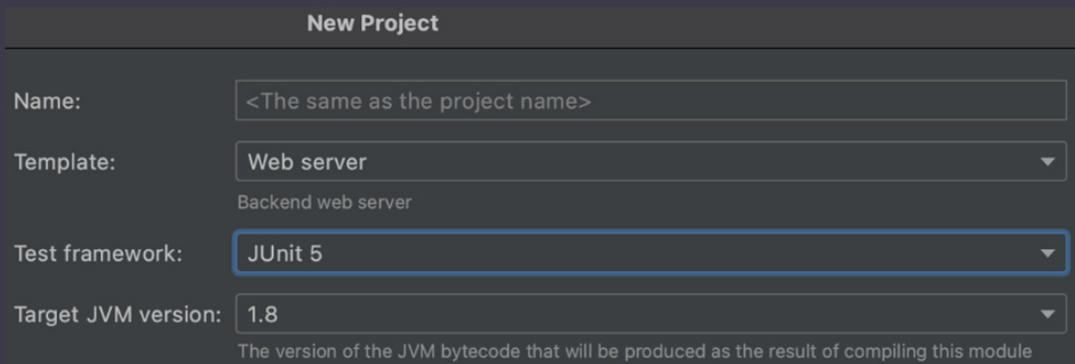 New Project
Name: <The same as the project name>
Template: Web server
Backend web server
Test framework: JUnit 5
Target JVM version: 1.8
The version of the JVM bytecode that will be produced as the result of compiling this module